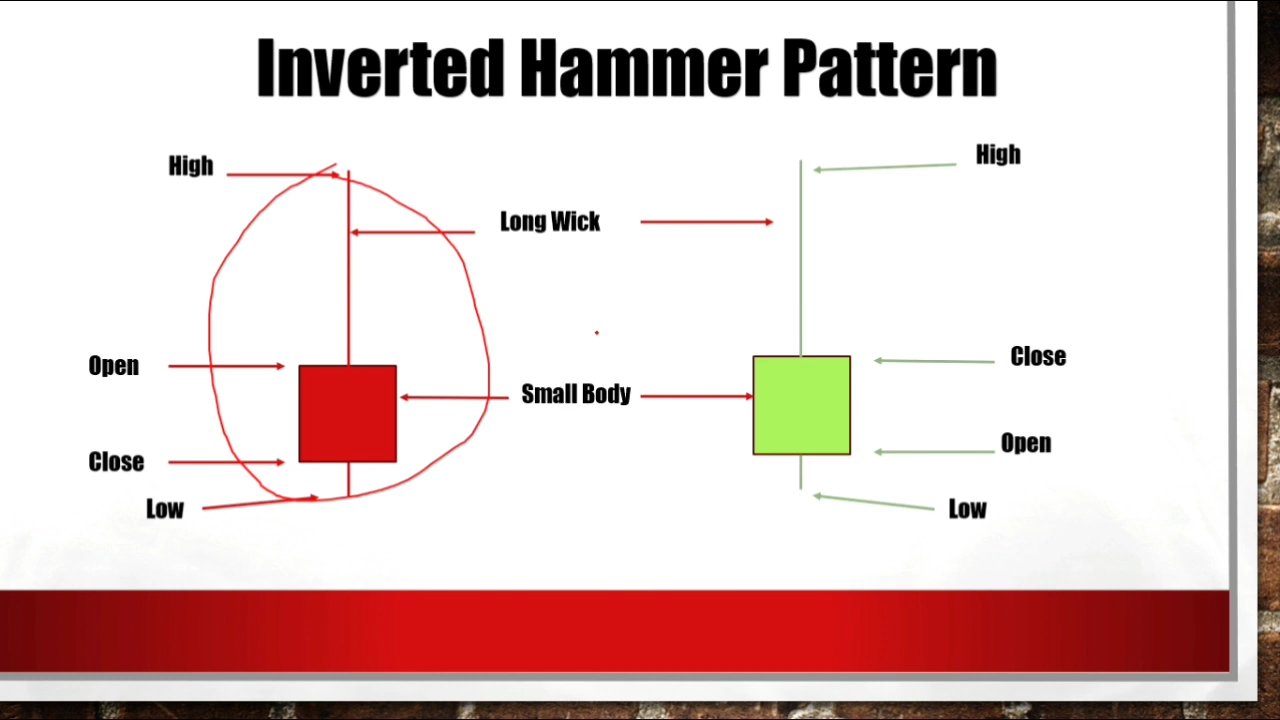 Inverted Hammer Pattern
High
High
Long Wick
Open
Close
Small Body
Close
Open
Low
Low